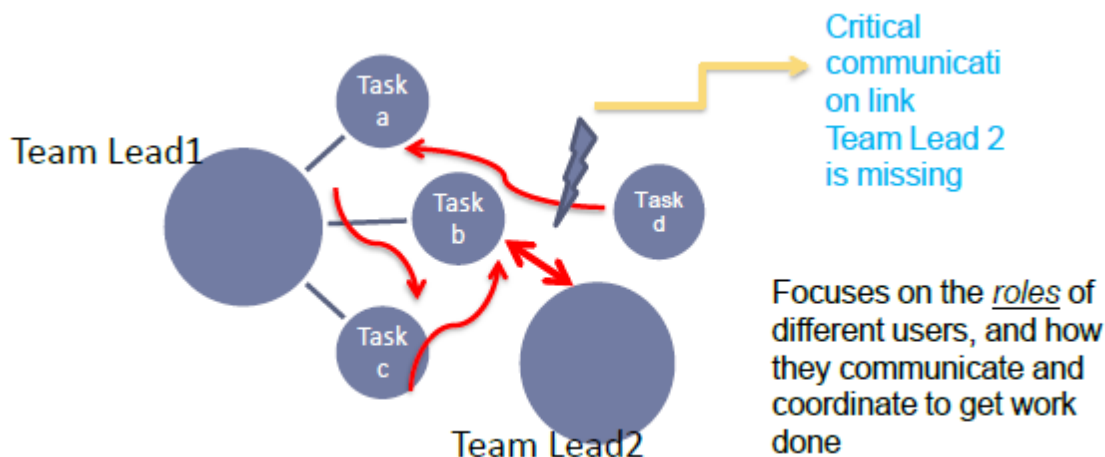 Critical
communicati
on link
Team Lead 2
is missing
Task
a
Team Lead1
Task
b
Task
d
Task
c
Focuses on the roles of
different users, and how
they communicate and
coordinate to get work
done
Team Lead2